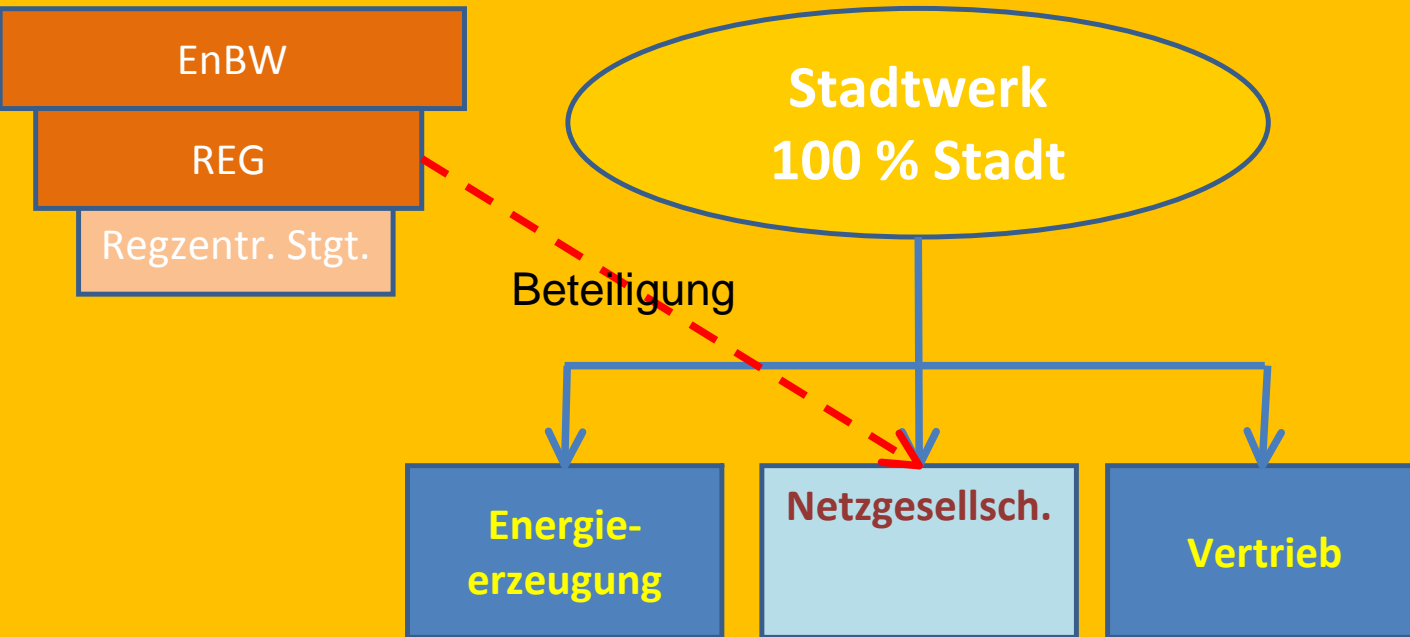 EnBW
REG
Regzentr. Stgt.
Stadtwerk
100 % Stadt
Beteiligung
Energie-
erzeugung
Netzgesellsch.
Vertrieb